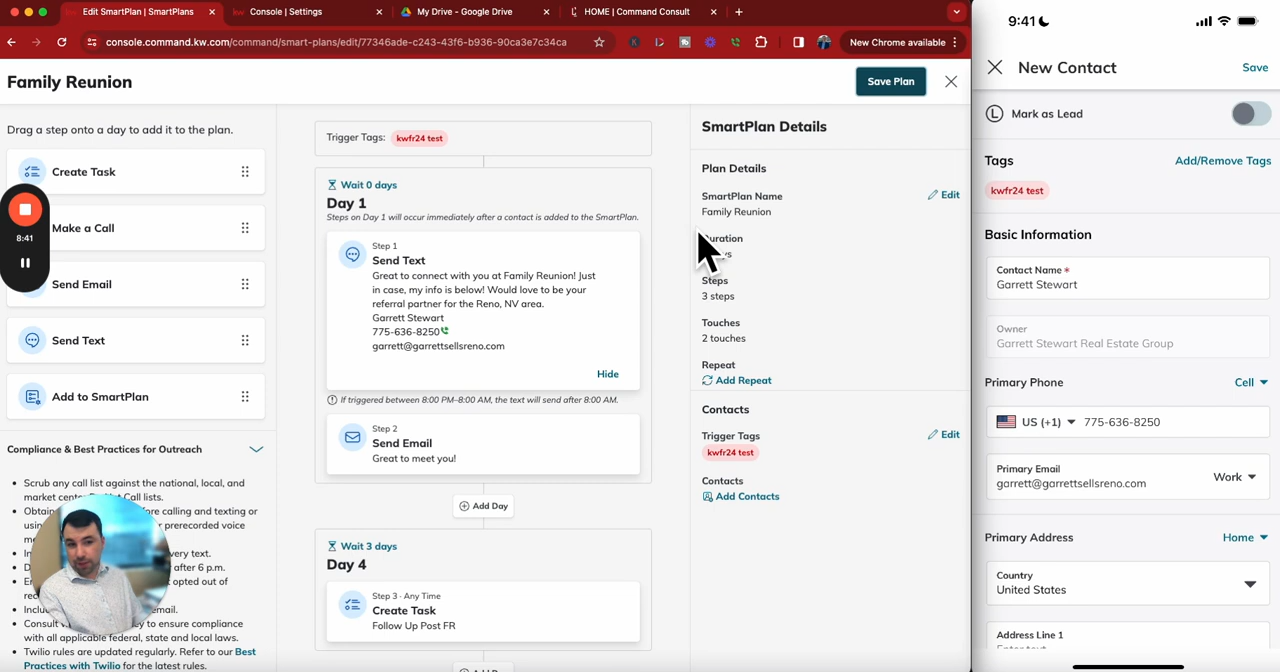 Edit SmartPlan | SmartPlans
Console | Settings
My Drive - Google Drive
HOME | Command Consult
console.command.kw.com/command/smart-plans/edit/77346ade-c243-43f6-b936-90ca3e7c34ca
New Chrome available
Family Reunion
Save Plan
Drag a step onto a day to add it to the plan.
Create Task
Make a Call
Send Email
Send Text
Add to SmartPlan
8:41
Compliance & Best Practices for Outreach
Scrub any call list against the national, local, and
market cen Call lists.
Obtain fore calling and texting or
usin r prerecorded voice
me
In very text.
D after 6 p.m.
E opted out of
rec
Inclu email.
Consult y to ensure compliance
with all applicable federal, state and local laws.
Twilio rules are updated regularly. Refer to our Best
Practices with Twilio for the latest rules.
Trigger Tags: kwfr24 test
Wait 0 days
Day 1
Steps on Day 1 will occur immediately after a contact is added to the SmartPlan.
Step 1
Send Text
Great to connect with you at Family Reunion! Just
in case, my info is below! Would love to be your
referral partner for the Reno, NV area.
Garrett Stewart
775-636-8250
garrett@garrettsellsreno.com
Hide
If triggered between 8:00 PM–8:00 AM, the text will send after 8:00 AM.
Step 2
Send Email
Great to meet you!
Add Day
Wait 3 days
Day 4
Step 3 · Any Time
Create Task
Follow Up Post FR
Add Day
SmartPlan Details
Plan Details
SmartPlan Name
Edit
Family Reunion
uration
ys
Steps
3 steps
Touches
2 touches
Repeat
Add Repeat
Contacts
Trigger Tags
Edit
kwfr24 test
Contacts
Add Contacts
9:41
New Contact
Save
L Mark as Lead
Tags
Add/Remove Tags
kwfr24 test
Basic Information
Contact Name *
Garrett Stewart
Owner
Garrett Stewart Real Estate Group
Primary Phone
Cell
US (+1) 775-636-8250
Primary Email
garrett@garrettsellsreno.com
Work
Primary Address
Home
Country
United States
Address Line 1
Enter text